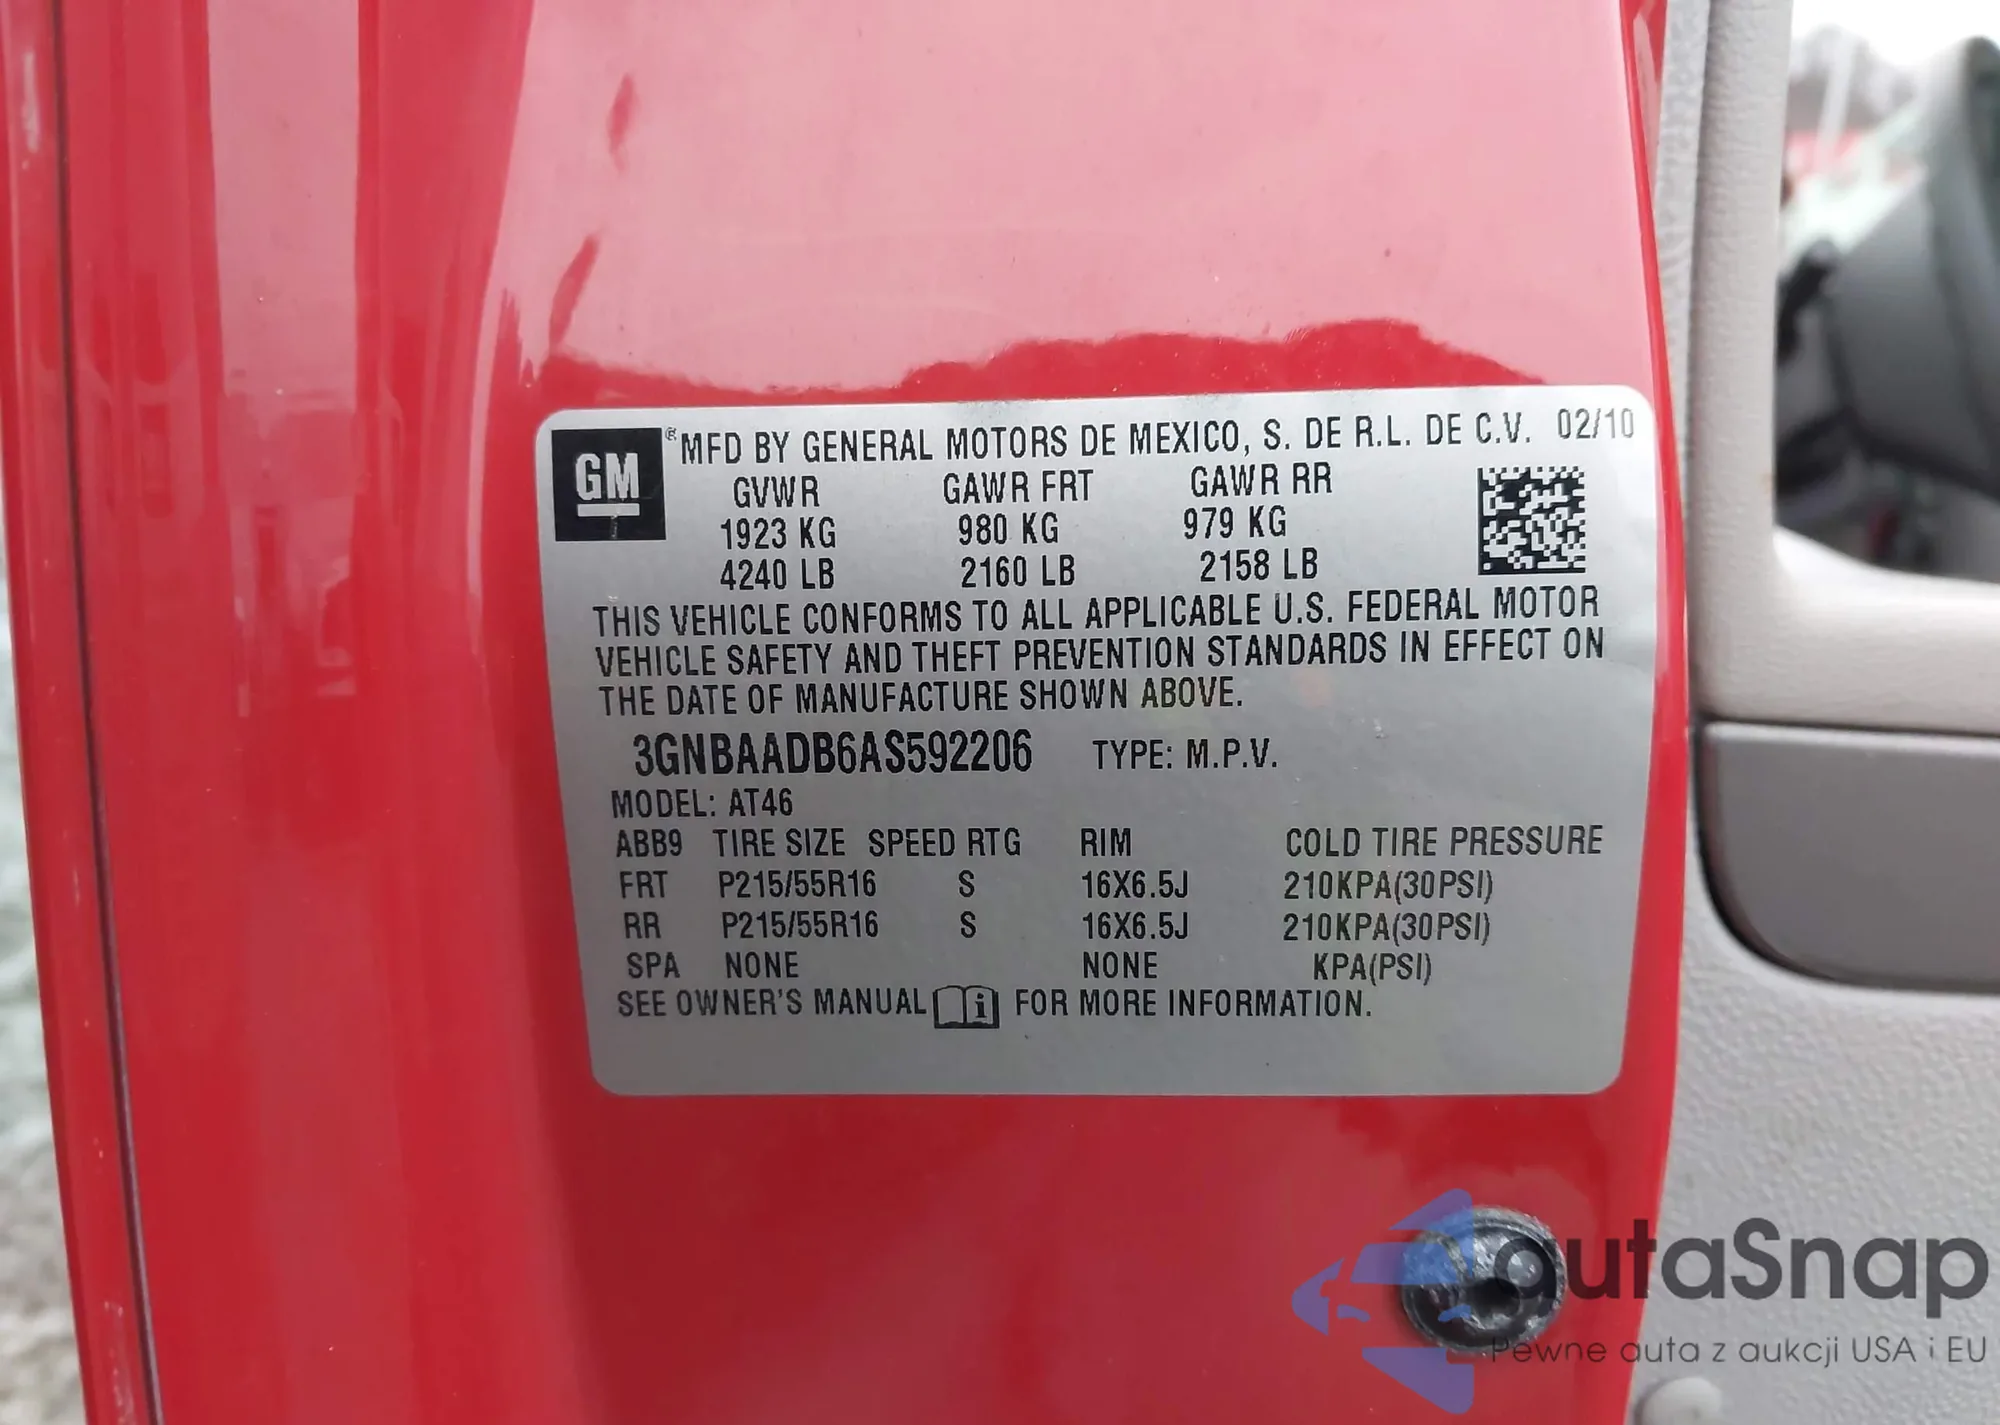 GM ® MFD BY GENERAL MOTORS DE MEXICO, S. DE R.L. DE C.V. 02/10
GVWR GAWR FRT GAWR RR
1923 KG 980 KG 979 KG
4240 LB 2160 LB 2158 LB
THIS VEHICLE CONFORMS TO ALL APPLICABLE U.S. FEDERAL MOTOR
VEHICLE SAFETY AND THEFT PREVENTION STANDARDS IN EFFECT ON
THE DATE OF MANUFACTURE SHOWN ABOVE.
3GNBAADB6AS592206 TYPE: M.P.V.
MODEL: AT46
ABB9 TIRE SIZE SPEED RTG RIM COLD TIRE PRESSURE
FRT P215/55R16 S 16X6.5J 210KPA(30PSI)
RR P215/55R16 S 16X6.5J 210KPA(30PSI)
SPA NONE NONE KPA(PSI)
SEE OWNER'S MANUAL i FOR MORE INFORMATION.
autaSnap
Pewne auta z aukcji USA i EU